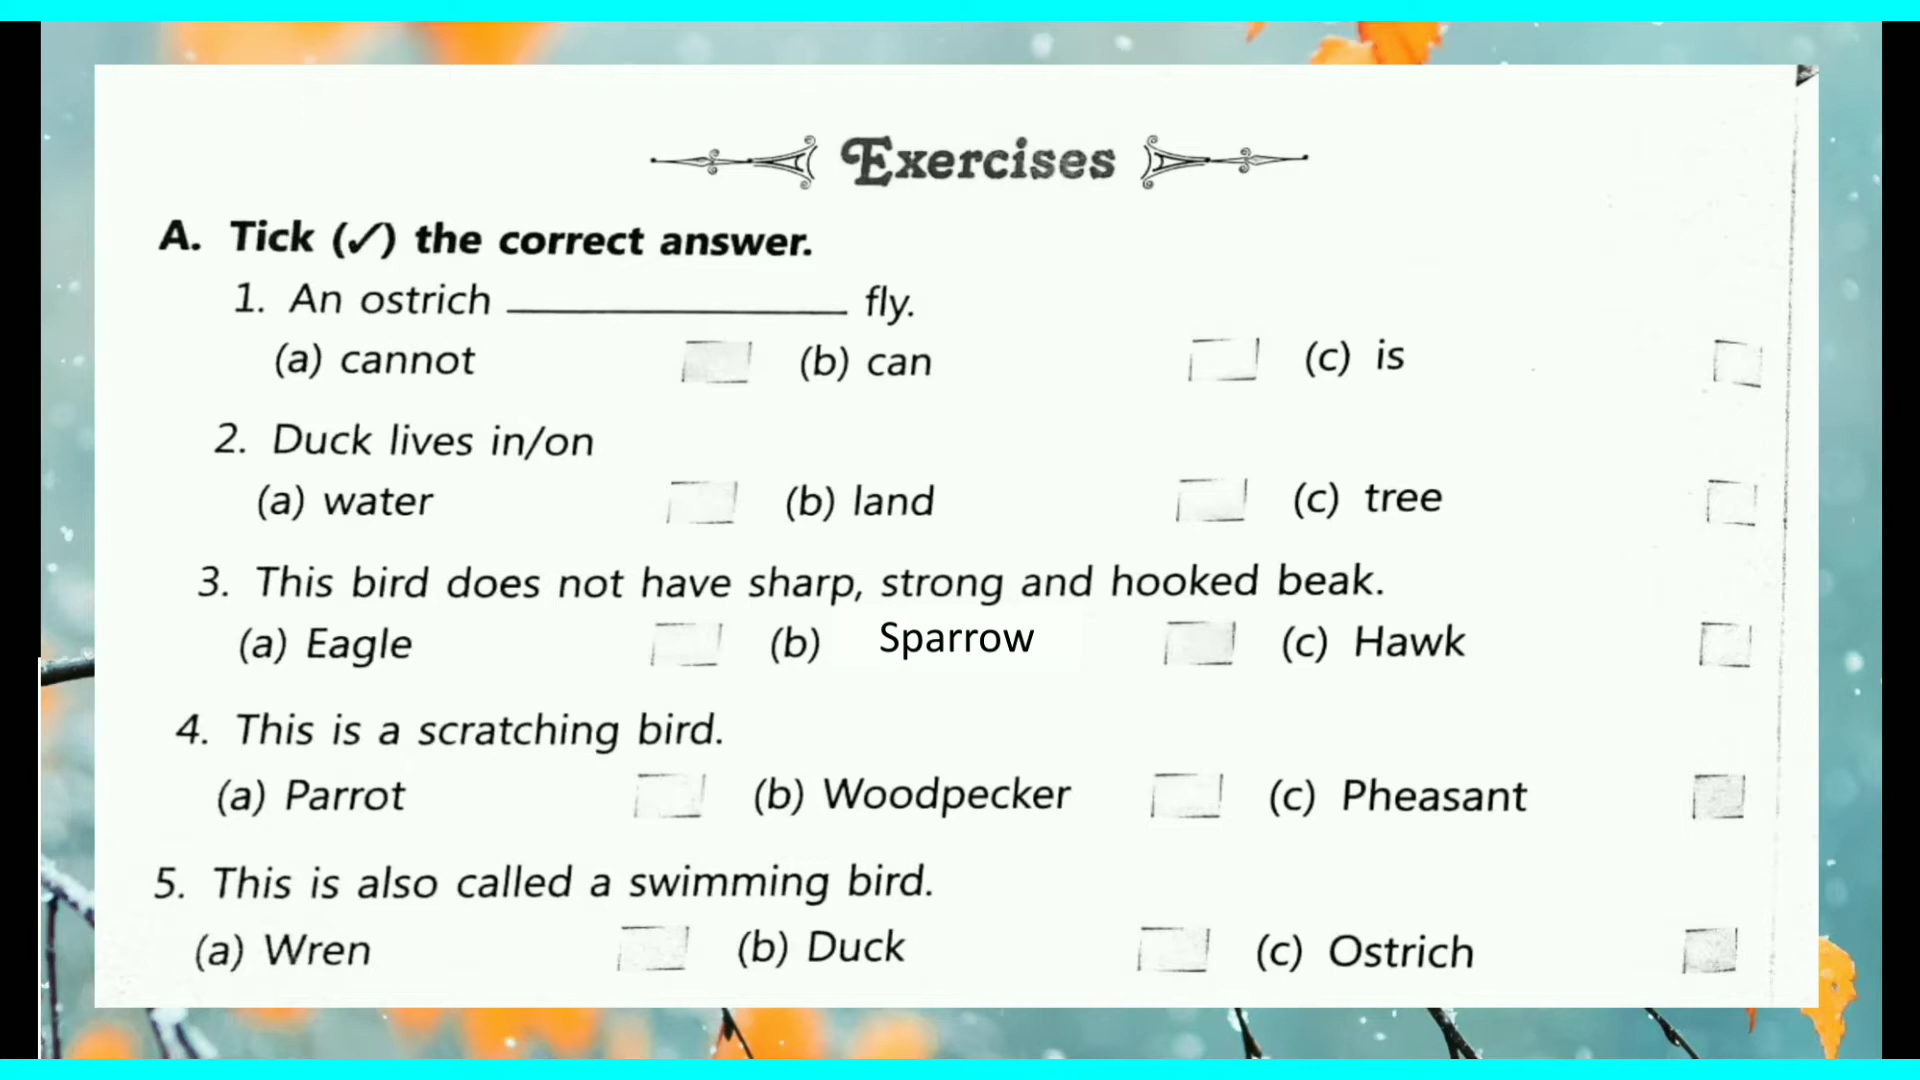 Exercises
A. Tick (✓) the correct answer.
1. An ostrich ____________ fly.
(a) cannot (b) can (c) is
2. Duck lives in/on
(a) water (b) land (c) tree
3. This bird does not have sharp, strong and hooked beak.
(a) Eagle (b) Sparrow (c) Hawk
4. This is a scratching bird.
(a) Parrot (b) Woodpecker (c) Pheasant
5. This is also called a swimming bird.
(a) Wren (b) Duck (c) Ostrich